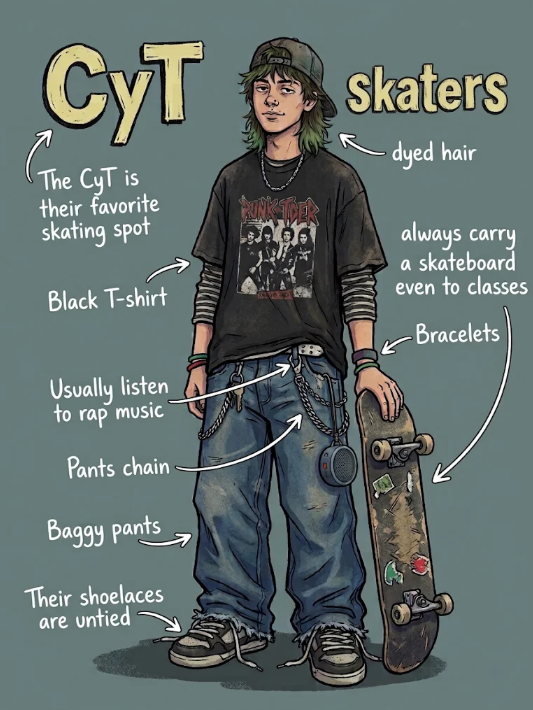 CyT
skaters
dyed hair
The CyT is
their favorite
skating spot
always carry
a skateboard
even to classes
Black T-shirt
Bracelets
Usually listen
to rap music
Pants chain
Baggy pants
Their shoelaces
are untied